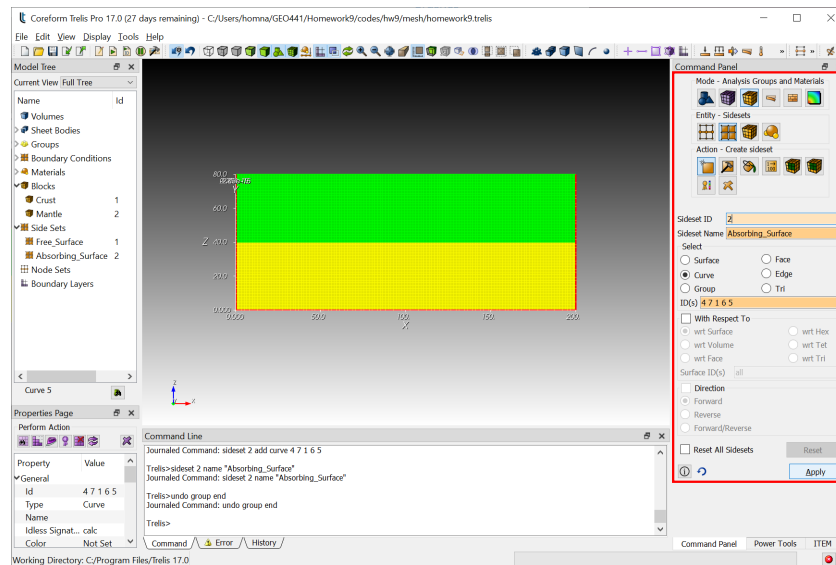 Coreform Trelis Pro 17.0 (27 days remaining) - C:/Users/homna/GEO441/Homework9/codes/hw9/mesh/homework9.trelis
File Edit View Display Tools Help
Model Tree
Current View Full Tree
Name Id
Volumes
Sheet Bodies
Groups
Boundary Conditions
Materials
Blocks
Crust 1
Mantle 2
Side Sets
Free_Surface 1
Absorbing_Surface 2
Node Sets
Boundary Layers
Curve 5
Properties Page
Perform Action
Property Value
General
Id 4 7 1 6 5
Type Curve
Name
Idless Signat... calc
Color Not Set
Working Directory: C:/Program Files/Trelis 17.0
80.0
60.0
Z 40.0
20.0
0.000
0.000 50.0 100. 150. 200.
X
Z
Y X
Command Line
Journaled Command: sideset 2 add curve 4 7 1 6 5
Trelis>sideset 2 name "Absorbing_Surface"
Journaled Command: sideset 2 name "Absorbing_Surface"
Trelis>undo group end
Journaled Command: undo group end
Trelis>
Command Error History
Command Panel
Mode - Analysis Groups and Materials
Entity - Sidesets
Action - Create sideset
Sideset ID 2
Sideset Name Absorbing_Surface
Select
Surface Face
Curve Edge
Group Tri
ID(s) 4 7 1 6 5
With Respect To
wrt Surface wrt Hex
wrt Volume wrt Tet
wrt Face wrt Tri
Surface ID(s) all
Direction
Forward
Reverse
Forward/Reverse
Reset All Sidesets Reset
Apply
Command Panel Power Tools ITEM